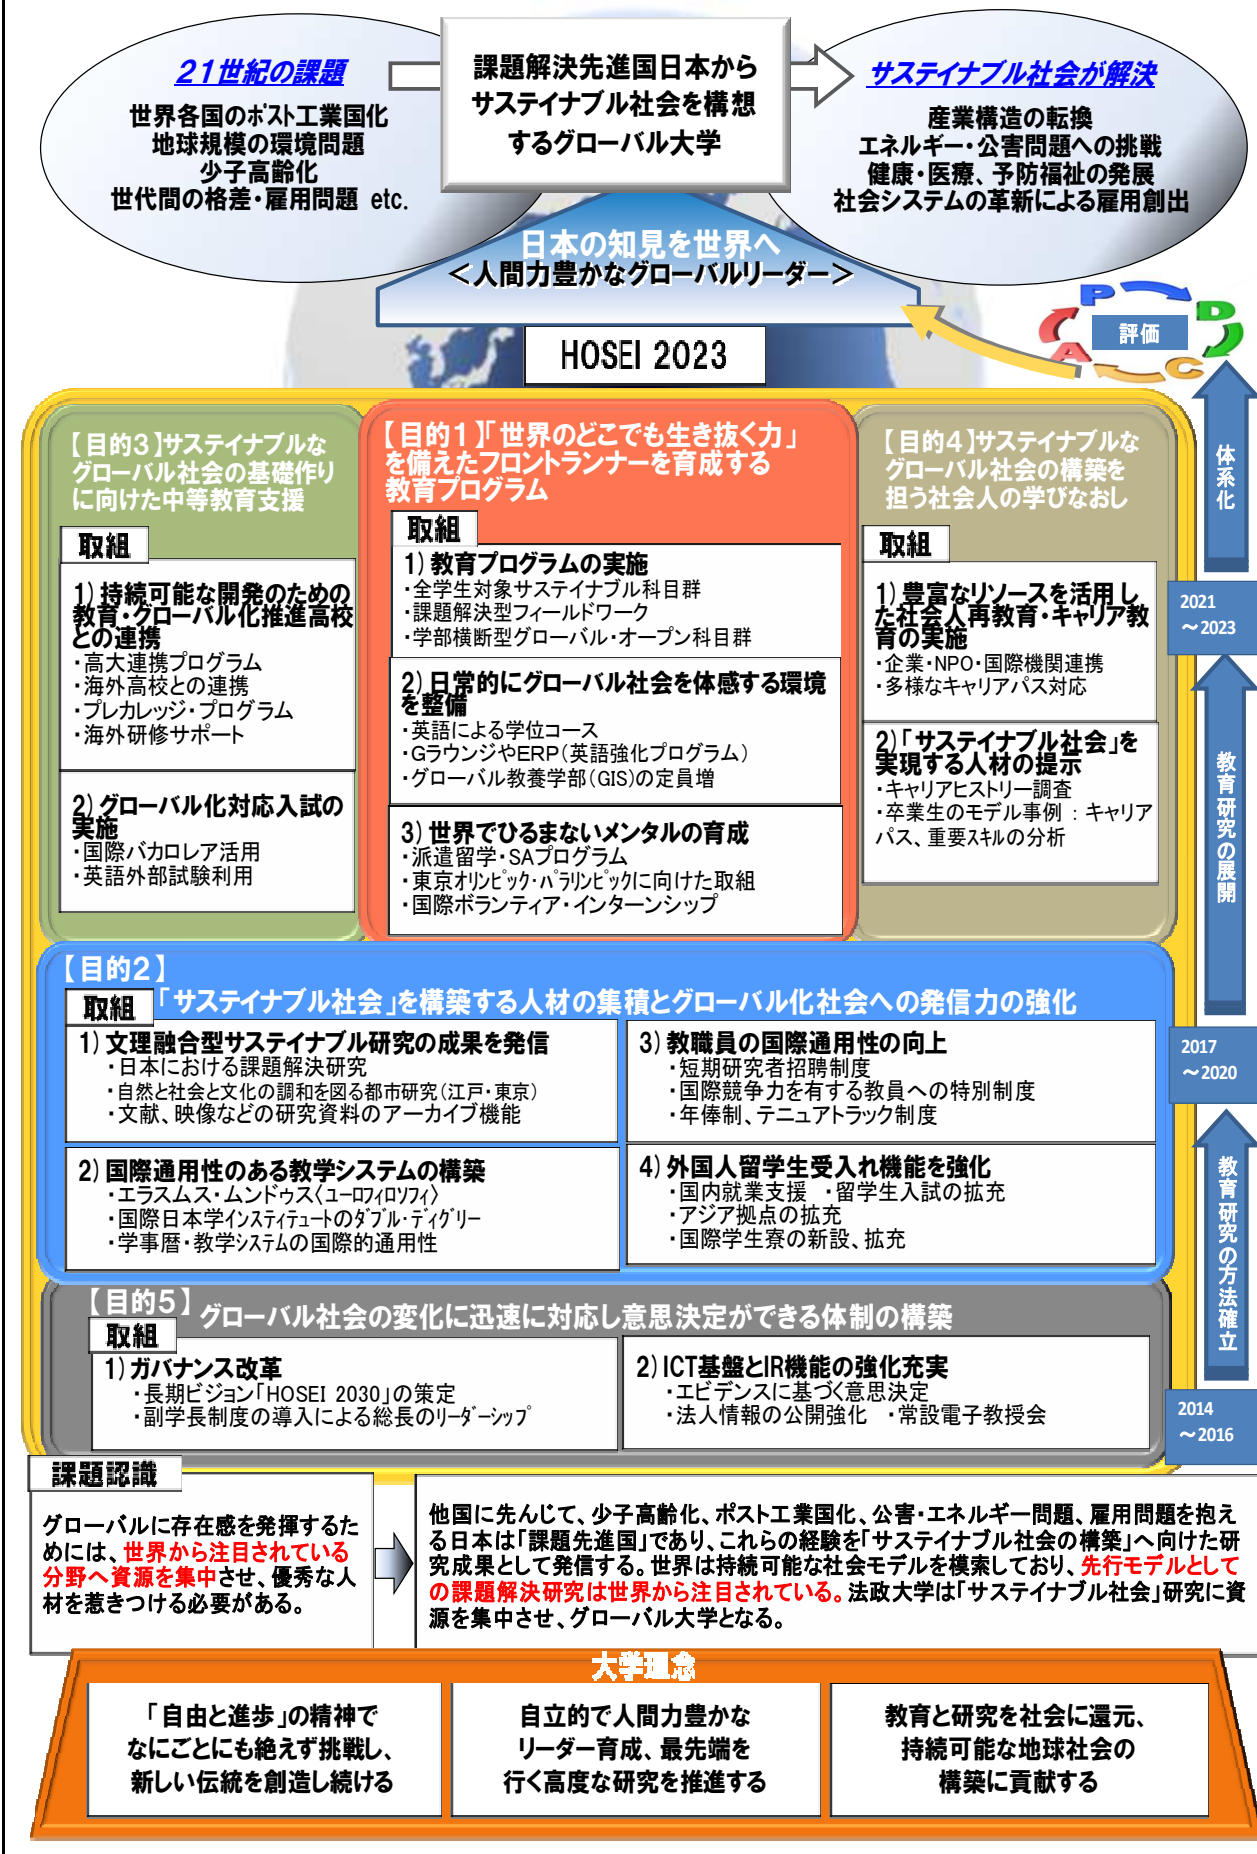 21世紀の課題
世界各国のポスト工業国化
地球規模の環境問題
少子高齢化
世代間の格差・雇用問題 etc.
課題解決先進国日本から
サステイナブル社会を構想
するグローバル大学
サステイナブル社会が解決
産業構造の転換
エネルギー・公害問題への挑戦
健康・医療、予防福祉の発展
社会システムの革新による雇用創出
日本の知見を世界へ
＜人間力豊かなグローバルリーダー＞
HOSEI 2023
P
D
C
A
評価
【目的3】サステイナブルな
グローバル社会の基礎作り
に向けた中等教育支援
取組
1）持続可能な開発のための
教育・グローバル化推進高校
との連携
・高大連携プログラム
・海外高校との連携
・プレカレッジ・プログラム
・海外研修サポート
2）グローバル化対応入試の
実施
・国際バカロレア活用
・英語外部試験利用
【目的1】「世界のどこでも生き抜く力」
を備えたフロントランナーを育成する
教育プログラム
取組
1）教育プログラムの実施
・全学生対象サステイナブル科目群
・課題解決型フィールドワーク
・学部横断型グローバル・オープン科目群
2）日常的にグローバル社会を体感する環境
を整備
・英語による学位コース
・GラウンジやERP（英語強化プログラム）
・グローバル教養学部（GIS）の定員増
3）世界でひるまないメンタルの育成
・派遣留学・SAプログラム
・東京オリンピック・パラリンピックに向けた取組
・国際ボランティア・インターンシップ
【目的4】サステイナブルな
グローバル社会の構築を
担う社会人の学びなおし
取組
1）豊富なリソースを活用し
た社会人再教育・キャリア教
育の実施
・企業・NPO・国際機関連携
・多様なキャリアパス対応
2）「サステイナブル社会」を
実現する人材の提示
・キャリアヒストリー調査
・卒業生のモデル事例 ： キャリア
パス、重要スキルの分析
体系化
2021
～2023
教育研究の展開
2017
～2020
教育研究の方法確立
2014
～2016
【目的2】
取組
「サステイナブル社会」を構築する人材の集積とグローバル化社会への発信力の強化
1）文理融合型サステイナブル研究の成果を発信
・日本における課題解決研究
・自然と社会と文化の調和を図る都市研究（江戸・東京）
・文献、映像などの研究資料のアーカイブ機能
2）国際通用性のある教学システムの構築
・エラスムス・ムンドゥス〈ユーロフィロソフィ〉
・国際日本学インスティテュートのダブル・ディグリー
・学事暦・教学システムの国際的通用性
3）教職員の国際通用性の向上
・短期研究者招聘制度
・国際競争力を有する教員への特別制度
・年俸制、テニュアトラック制度
4）外国人留学生受入れ機能を強化
・国内就業支援 ・留学生入試の拡充
・アジア拠点の拡充
・国際学生寮の新設、拡充
【目的5】
グローバル社会の変化に迅速に対応し意思決定ができる体制の構築
取組
1）ガバナンス改革
・長期ビジョン「HOSEI 2030」の策定
・副学長制度の導入による総長のリーダーシップ
2）ICT基盤とIR機能の強化充実
・エビデンスに基づく意思決定
・法人情報の公開強化 ・常設電子教授会
課題認識
グローバルに存在感を発揮するた
めには、世界から注目されている
分野へ資源を集中させ、優秀な人
材を惹きつける必要がある。
他国に先んじて、少子高齢化、ポスト工業国化、公害・エネルギー問題、雇用問題を抱え
る日本は「課題先進国」であり、これらの経験を「サステイナブル社会の構築」へ向けた研
究成果として発信する。世界は持続可能な社会モデルを模索しており、先行モデルとして
の課題解決研究は世界から注目されている。法政大学は「サステイナブル社会」研究に資
源を集中させ、グローバル大学となる。
大学理念
「自由と進歩」の精神で
なにごとにも絶えず挑戦し、
新しい伝統を創造し続ける
自立的で人間力豊かな
リーダー育成、最先端を
行く高度な研究を推進する
教育と研究を社会に還元、
持続可能な地球社会の
構築に貢献する